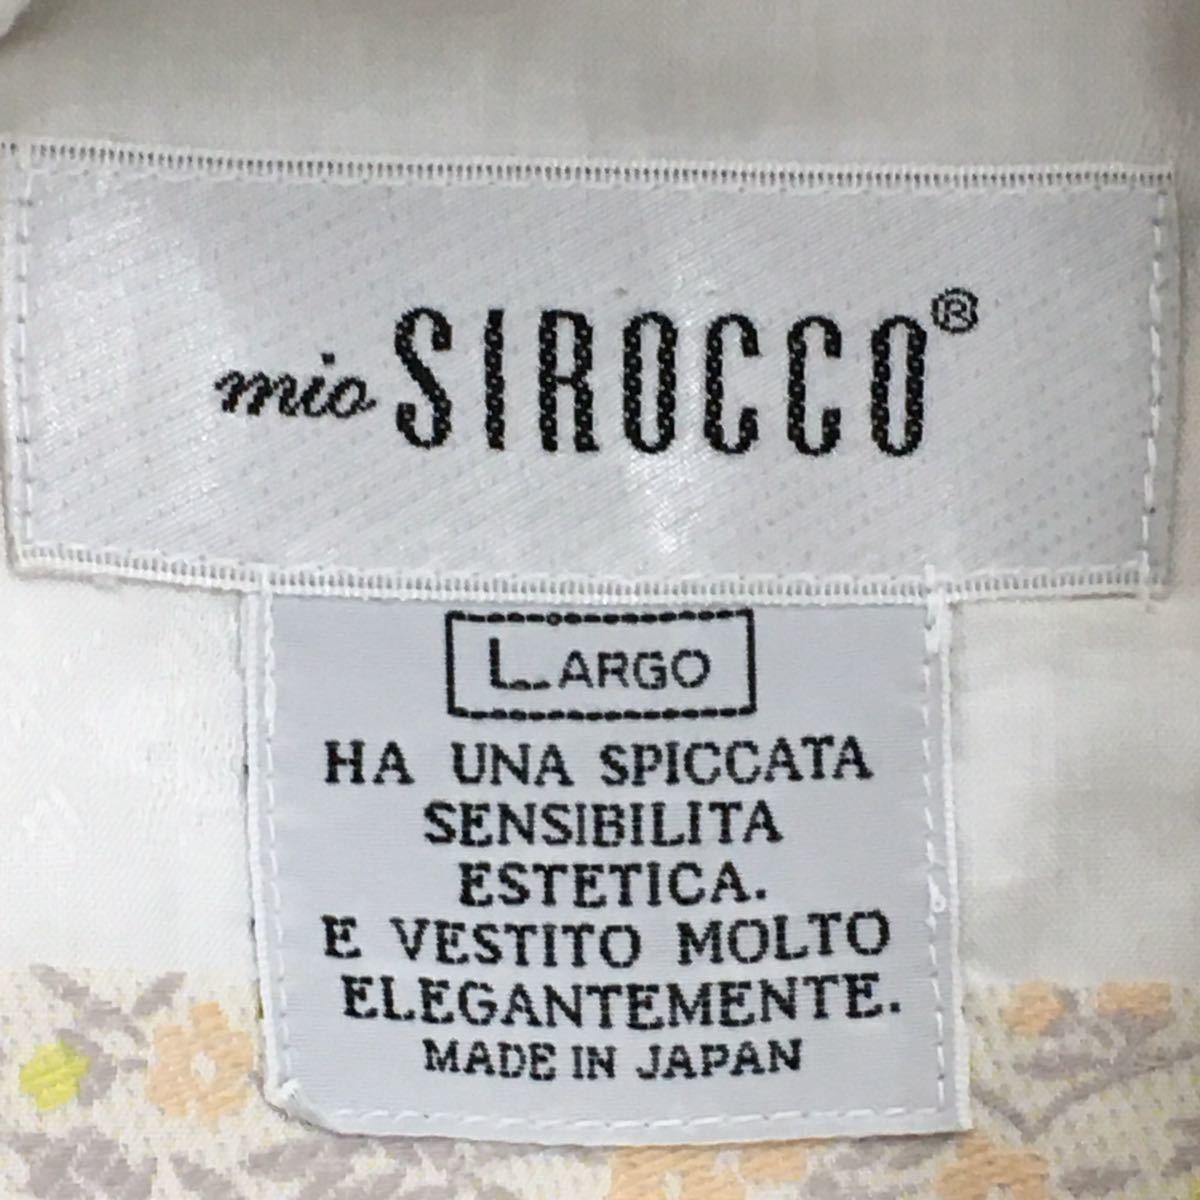 mio SIROCCO®
LARGO
HA UNA SPICCATA
SENSIBILITA
ESTETICA.
E VESTITO MOLTO
ELEGANTEMENTE.
MADE IN JAPAN